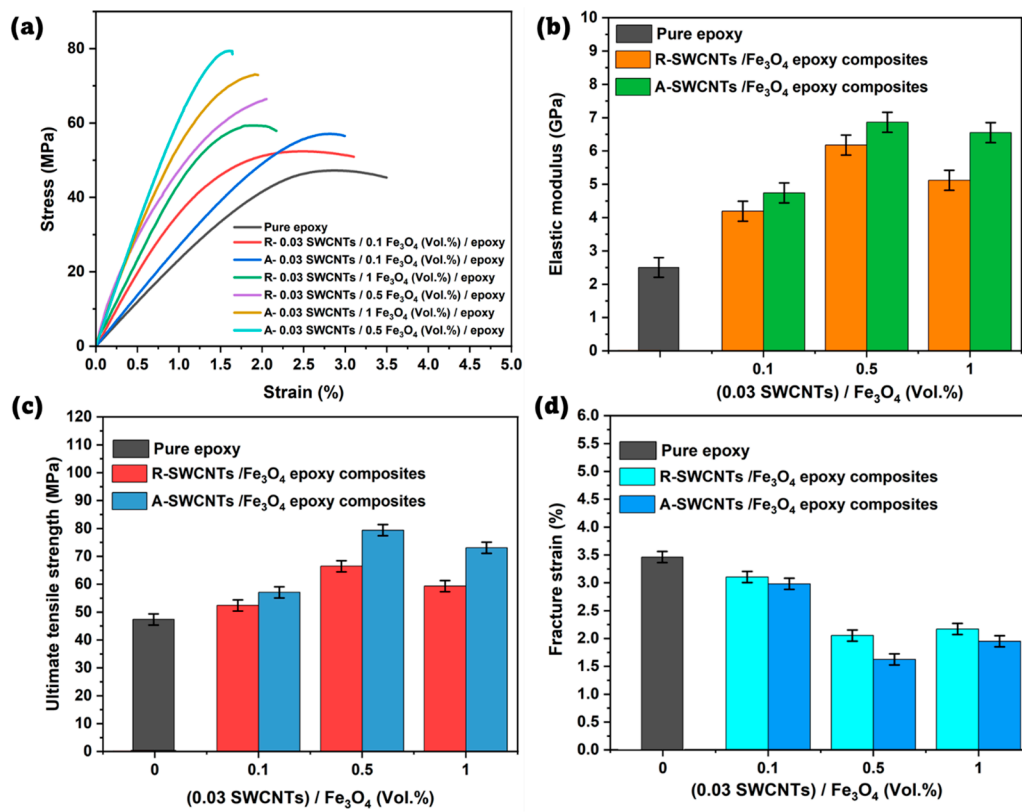 (a)
Stress (MPa)
80
60
40
20
0
Pure epoxy
R- 0.03 SWCNTs / 0.1 Fe₃O₄ (Vol.%) / epoxy
A- 0.03 SWCNTs / 0.1 Fe₃O₄ (Vol.%) / epoxy
R- 0.03 SWCNTs / 1 Fe₃O₄ (Vol.%) / epoxy
R- 0.03 SWCNTs / 0.5 Fe₃O₄ (Vol.%) / epoxy
A- 0.03 SWCNTs / 1 Fe₃O₄ (Vol.%) / epoxy
A- 0.03 SWCNTs / 0.5 Fe₃O₄ (Vol.%) / epoxy
0.0 0.5 1.0 1.5 2.0 2.5 3.0 3.5 4.0 4.5 5.0
Strain (%)
(b)
Elastic modulus (GPa)
10
9
8
7
6
5
4
3
2
1
0
Pure epoxy
R-SWCNTs /Fe₃O₄ epoxy composites
A-SWCNTs /Fe₃O₄ epoxy composites
0.1 0.5 1
(0.03 SWCNTs) / Fe₃O₄ (Vol.%)
(c)
Ultimate tensile strength (MPa)
120
110
100
90
80
70
60
50
40
30
20
10
0
Pure epoxy
R-SWCNTs /Fe₃O₄ epoxy composites
A-SWCNTs /Fe₃O₄ epoxy composites
0 0.1 0.5 1
(0.03 SWCNTs) / Fe₃O₄ (Vol.%)
(d)
Fracture strain (%)
6.0
5.5
5.0
4.5
4.0
3.5
3.0
2.5
2.0
1.5
1.0
0.5
0.0
Pure epoxy
R-SWCNTs /Fe₃O₄ epoxy composites
A-SWCNTs /Fe₃O₄ epoxy composites
0 0.1 0.5 1
(0.03 SWCNTs) / Fe₃O₄ (Vol.%)